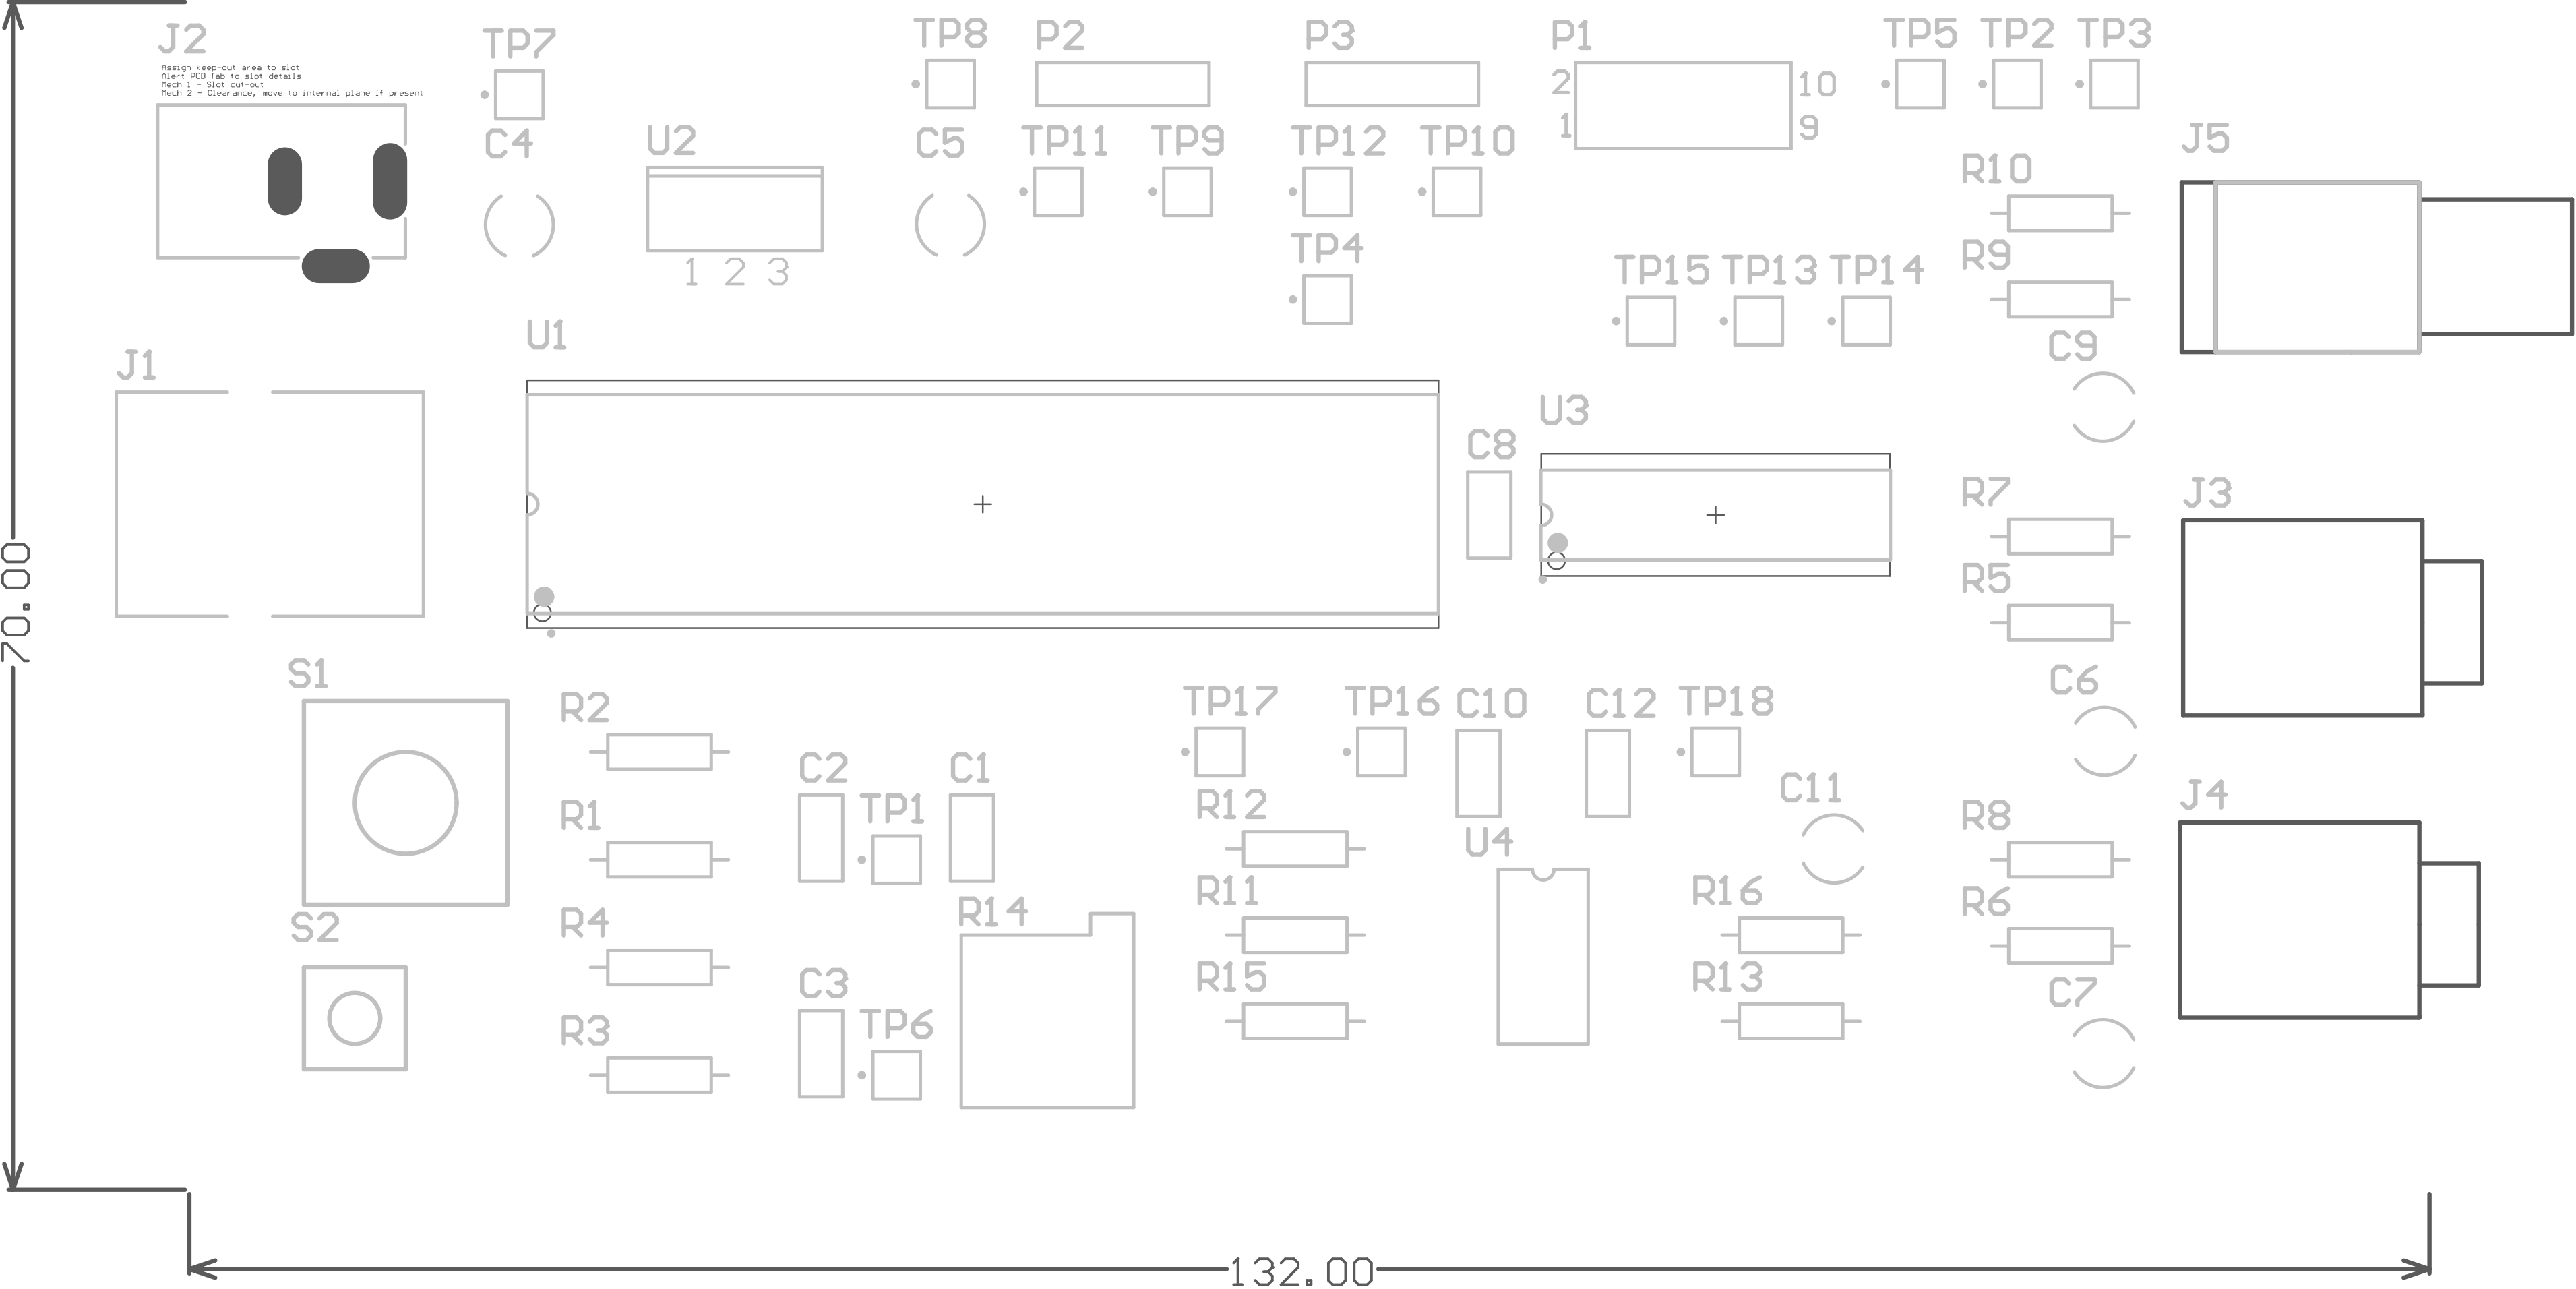 J2
Assign keep-out area to slot
Alert PCB fab to slot details
Mech 1 - Slot cut-out
Mech 2 - Clearance, move to internal plane if present
TP7
TP8
P2
P3
P1
2
10
1
9
TP5
TP2
TP3
C4
U2
1 2 3
C5
TP11
TP9
TP12
TP10
TP4
J5
R10
R9
TP15
TP13
TP14
C9
U1
J1
U3
C8
R7
J3
R5
70.00
S1
R2
TP17
TP16
C10
C12
TP18
C6
C2
C1
R1
TP1
R12
U4
C11
J4
R8
S2
R4
R14
R11
R16
R6
C3
R15
R13
C7
R3
TP6
132.00